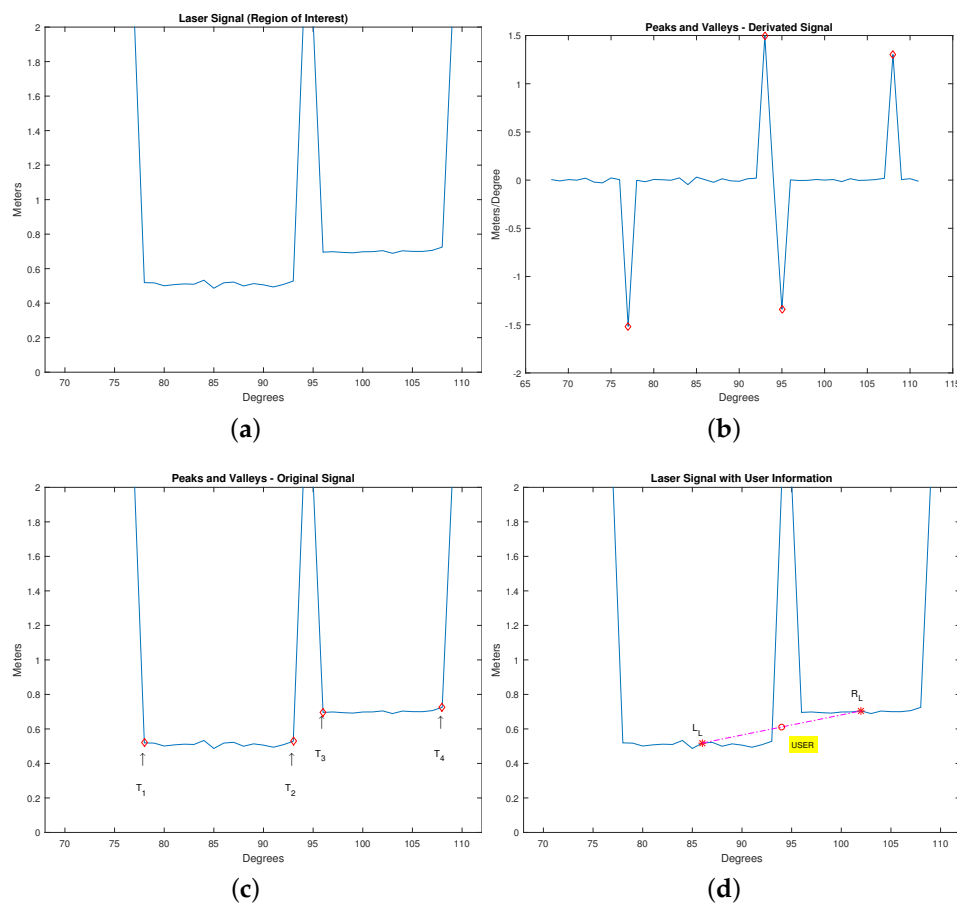 Laser Signal (Region of Interest)
2
1.8
1.6
1.4
1.2
1
0.8
0.6
0.4
0.2
0
Meters
70 75 80 85 90 95 100 105 110
Degrees
(a)
Peaks and Valleys - Derivated Signal
1.5
1
0.5
0
-0.5
-1
-1.5
-2
Meters/Degree
65 70 75 80 85 90 95 100 105 110 115
Degrees
(b)
Peaks and Valleys - Original Signal
2
1.8
1.6
1.4
1.2
1
0.8
0.6
0.4
0.2
0
Meters
T3
T4
T1
T2
70 75 80 85 90 95 100 105 110
Degrees
(c)
Laser Signal with User Information
2
1.8
1.6
1.4
1.2
1
0.8
0.6
0.4
0.2
0
Meters
RL
LL
USER
70 75 80 85 90 95 100 105 110
Degrees
(d)